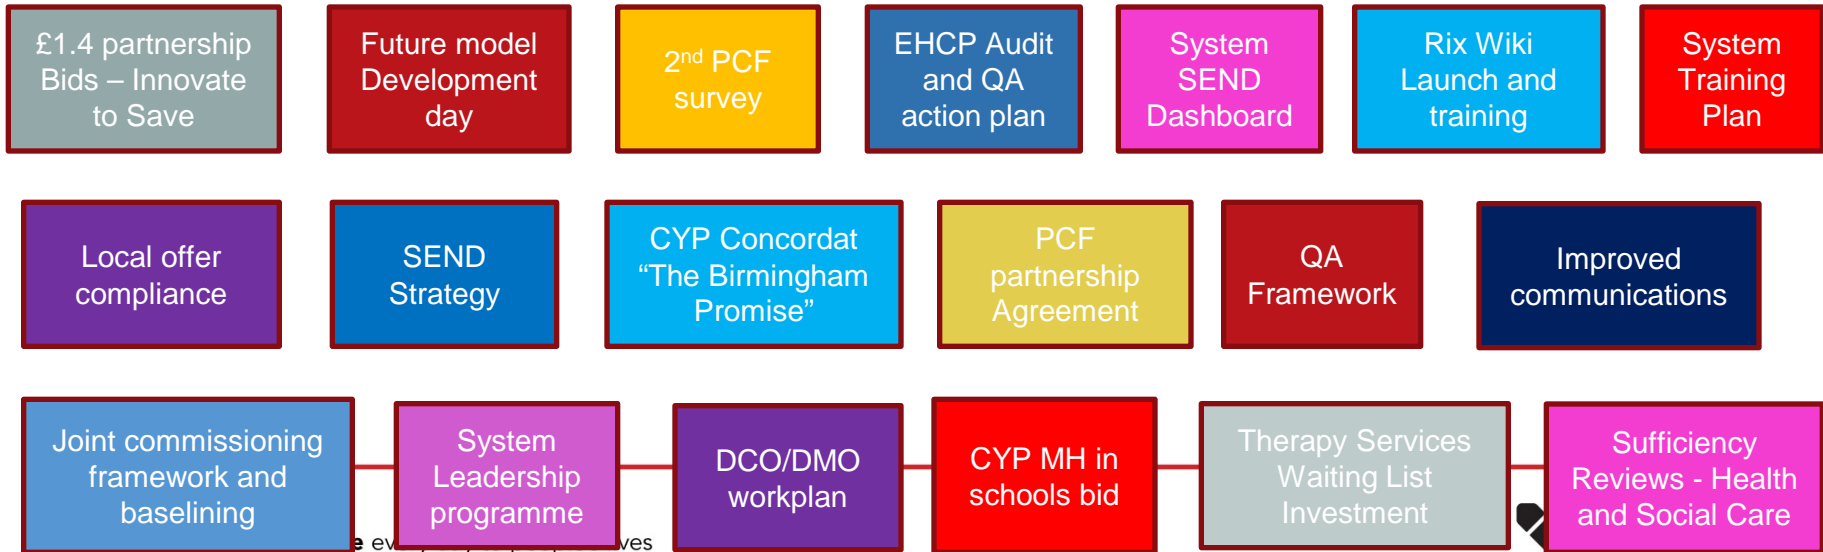 £1.4 partnership
Bids – Innovate
to Save
Future model
Development
day
2nd PCF
survey
EHCP Audit
and QA
action plan
System
SEND
Dashboard
Rix Wiki
Launch and
training
System
Training
Plan
Local offer
compliance
SEND
Strategy
CYP Concordat
“The Birmingham
Promise”
PCF
partnership
Agreement
QA
Framework
Improved
communications
Joint commissioning
framework and
baselining
System
Leadership
programme
DCO/DMO
workplan
CYP MH in
schools bid
Therapy Services
Waiting List
Investment
Sufficiency
Reviews - Health
and Social Care